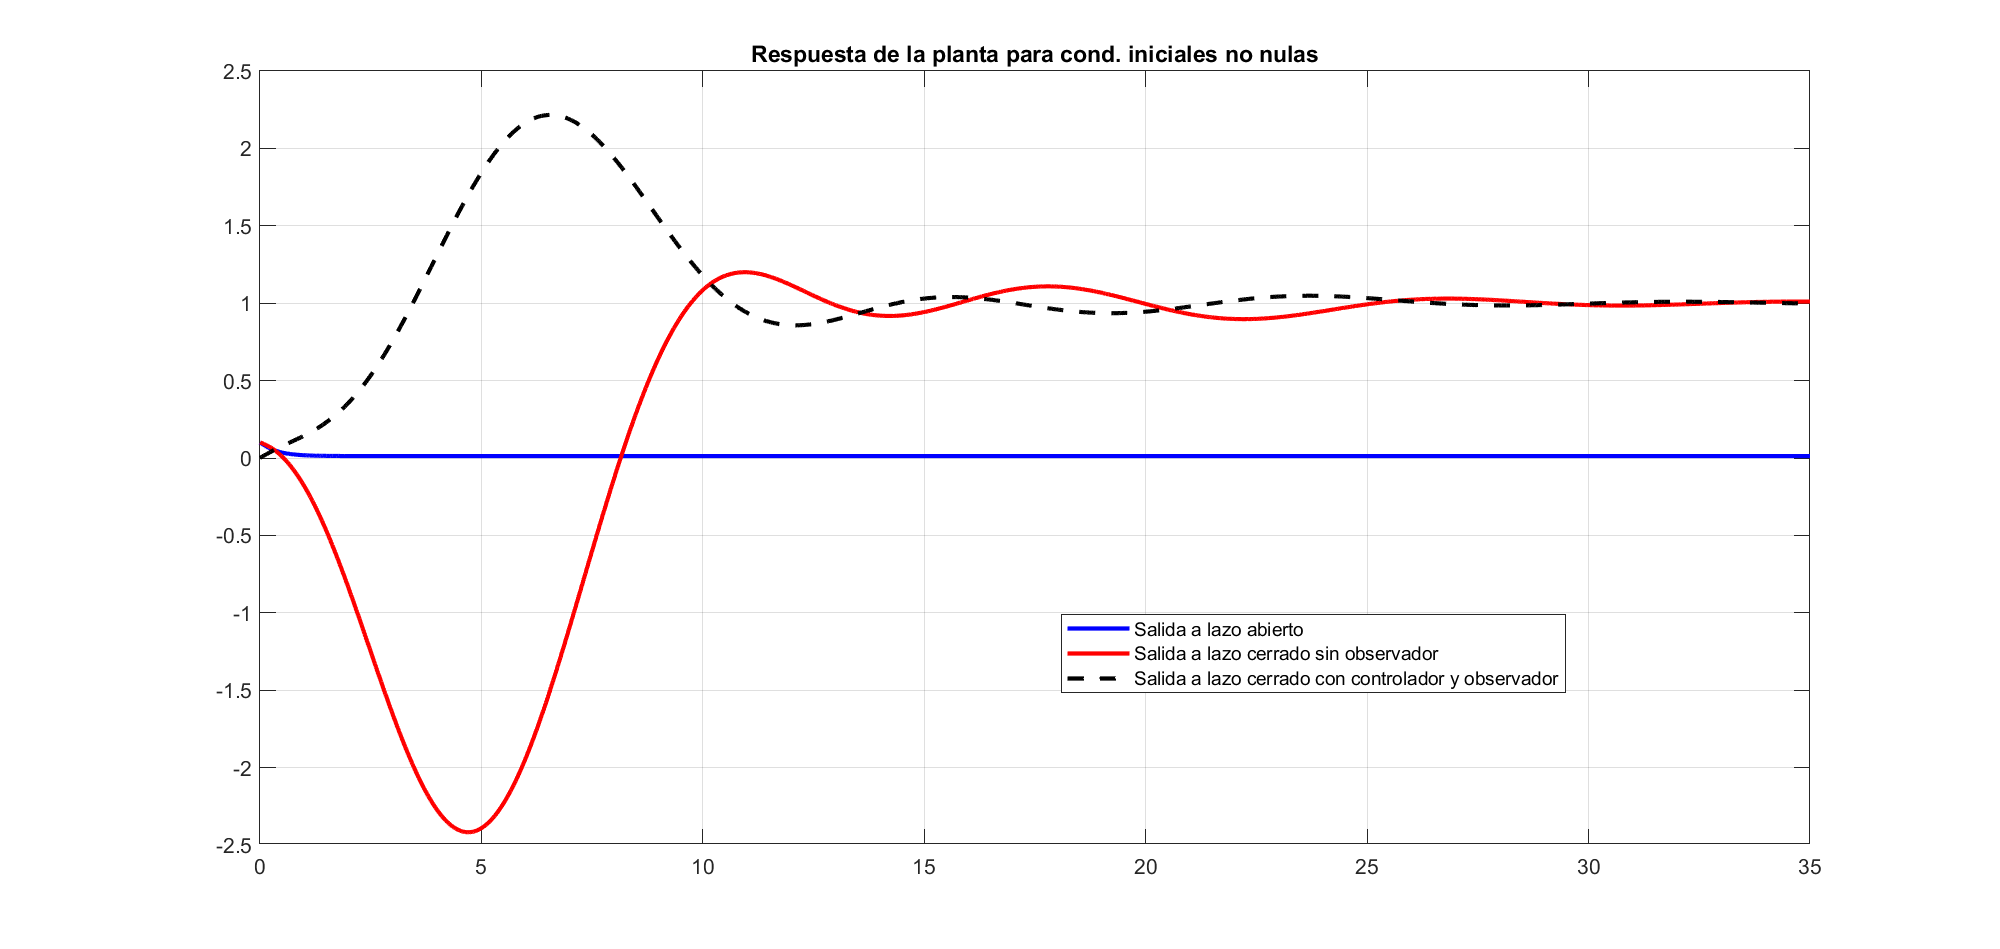 Respuesta de la planta para cond. iniciales no nulas
2.5
2
1.5
1
0.5
0
-0.5
-1
-1.5
-2
-2.5
0 5 10 15 20 25 30 35
Salida a lazo abierto
Salida a lazo cerrado sin observador
Salida a lazo cerrado con controlador y observador